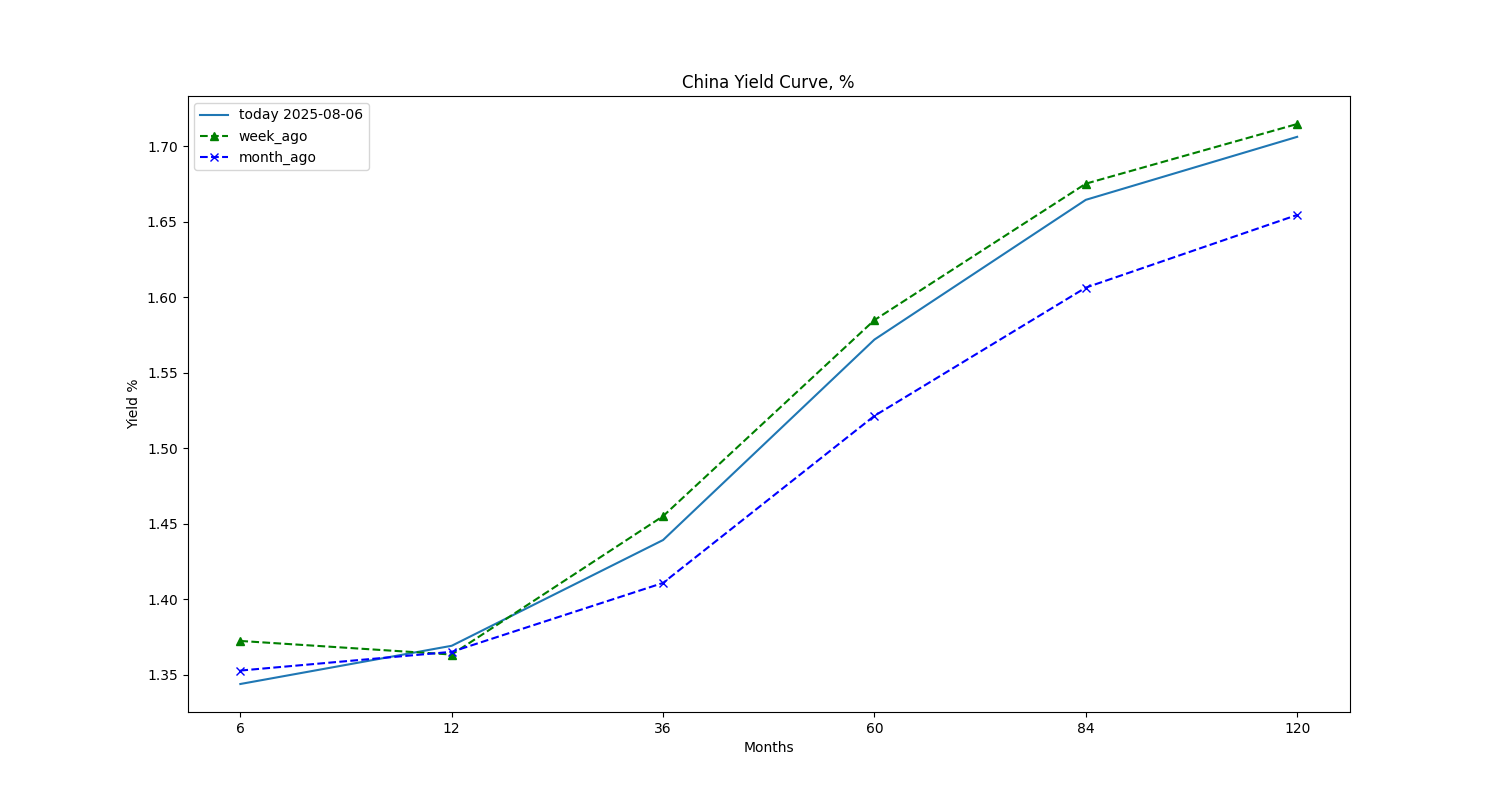 China Yield Curve, %
today 2025-08-06
week_ago
month_ago
Yield %
1.70
1.65
1.60
1.55
1.50
1.45
1.40
1.35
6 12 36 60 84 120
Months